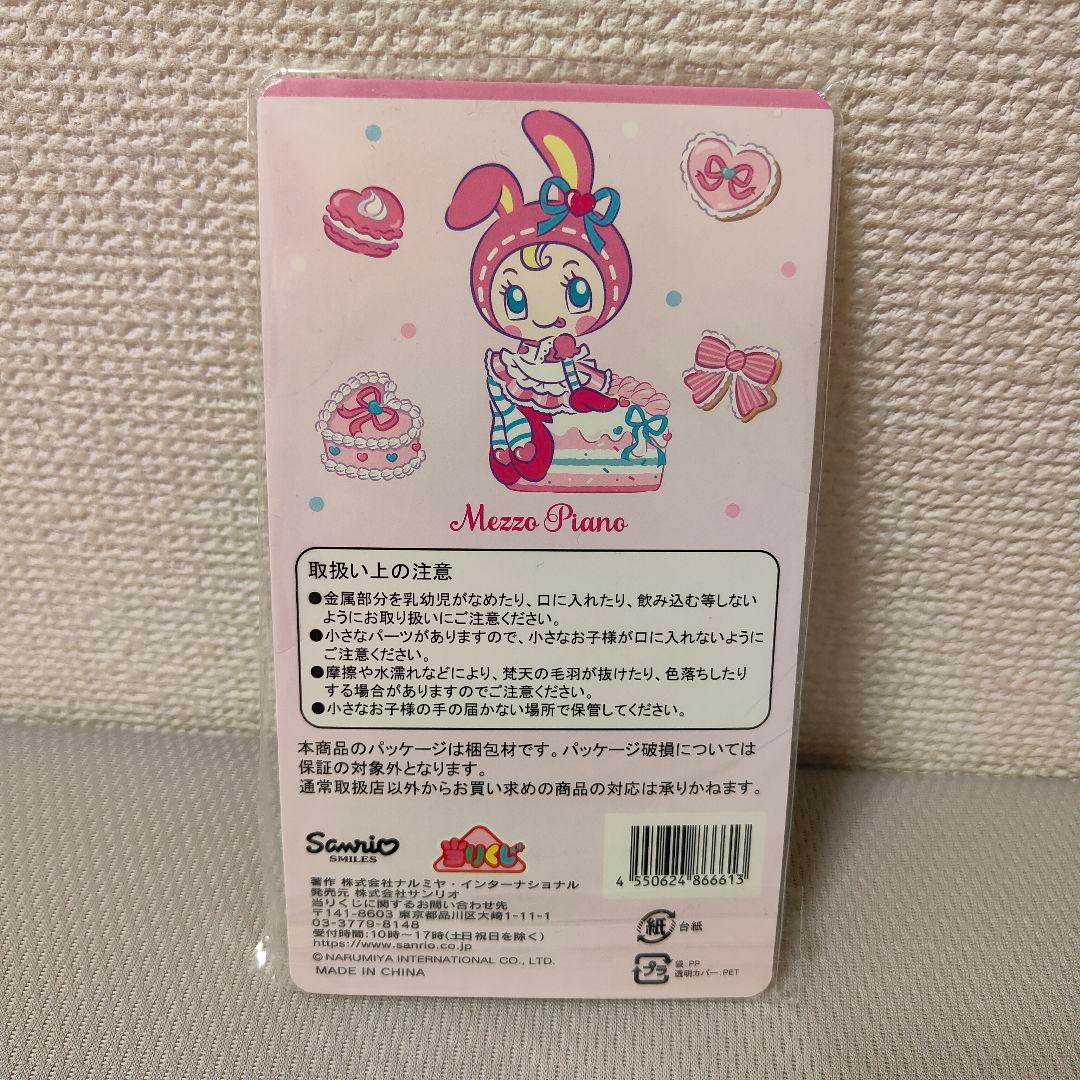 Mezzo Piano
取扱い上の注意
●金属部分を乳幼児がなめたり、口に入れたり、飲み込む等しない
ようにお取り扱いにご注意ください。
●小さなパーツがありますので、小さなお子様が口に入れないように
ご注意ください。
●摩擦や水濡れなどにより、梵天の毛羽が抜けたり、色落ちしたり
する場合がありますのでご注意ください。
●小さなお子様の手の届かない場所で保管してください。
本商品のパッケージは梱包材です。パッケージ破損については
保証の対象外となります。
通常取扱店以外からお買い求めの商品の対応は承りかねます。
Sanrio
SMILES
当りくじ
4 550624 866613
著作 株式会社ナルミヤ・インターナショナル
発売元 株式会社サンリオ
当りくじに関するお問い合わせ先
〒141-8603 東京都品川区大崎1-11-1
03-3779-8148
受付時間:10時〜17時(土日祝日を除く)
https://www.sanrio.co.jp
© NARUMIYA INTERNATIONAL CO., LTD.
MADE IN CHINA
紙 台紙
プラ 袋:PP
透明カバー:PET